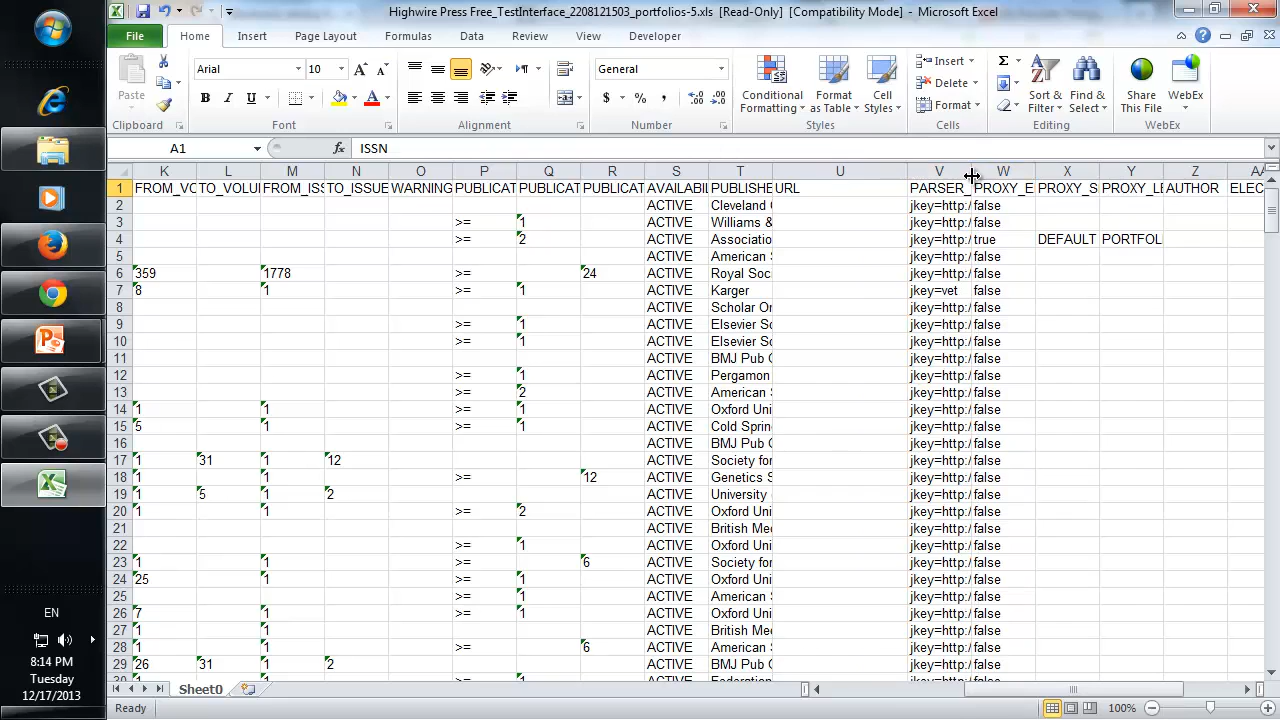 Highwire Press Free_TestInterface_2208121503_portfolios-5.xls [Read-Only] [Compatibility Mode] - Microsoft Excel
File Home Insert Page Layout Formulas Data Review View Developer
Paste Arial 10 General Conditional Formatting Format as Table Cell Styles Insert Delete Format Sort & Filter Find & Select Share This File WebEx
Clipboard Font Alignment Number Styles Cells Editing WebEx
A1 fx ISSN
K L M N O P Q R S T U V W X Y Z AA
1 FROM_VO TO_VOLUI FROM_ISS TO_ISSUE WARNING PUBLICAT PUBLICAT PUBLICAT AVAILABI PUBLI URL PARSER_ PROXY_E PROXY_S PROXY_LI AUTHOR ELEC
2 ACTIVE Cleveland jkey=http:/ false
3 >= 1 ACTIVE Williams & jkey=http:/ false
4 >= 2 ACTIVE Associatio jkey=http:/ true DEFAULT PORTFOL
5 ACTIVE American jkey=http:/ false
6 359 1778 >= 24 ACTIVE Royal Soc jkey=http:/ false
7 8 1 >= 1 ACTIVE Karger jkey=vet false
8 ACTIVE Scholar On jkey=http:/ false
9 >= 1 ACTIVE Elsevier Sc jkey=http:/ false
10 >= 1 ACTIVE Elsevier Sc jkey=http:/ false
11 ACTIVE BMJ Pub jkey=http:/ false
12 >= 1 ACTIVE Pergamon jkey=http:/ false
13 >= 2 ACTIVE American jkey=http:/ false
14 1 1 >= 1 ACTIVE Oxford Uni jkey=http:/ false
15 5 1 >= 1 ACTIVE Cold Spring jkey=http:/ false
16 ACTIVE BMJ Pub jkey=http:/ false
17 1 31 1 12 ACTIVE Society for jkey=http:/ false
18 1 1 >= 12 ACTIVE Genetics S jkey=http:/ false
19 1 5 1 2 ACTIVE University jkey=http:/ false
20 1 1 >= 2 ACTIVE Oxford Uni jkey=http:/ false
21 ACTIVE British Med jkey=http:/ false
22 >= 1 ACTIVE Oxford Uni jkey=http:/ false
23 1 1 >= 6 ACTIVE Society for jkey=http:/ false
24 25 1 >= 1 ACTIVE Oxford Uni jkey=http:/ false
25 >= 1 ACTIVE American jkey=http:/ false
26 7 1 >= 1 ACTIVE Oxford Uni jkey=http:/ false
27 1 1 ACTIVE British Med jkey=http:/ false
28 1 1 >= 6 ACTIVE American jkey=http:/ false
29 26 31 1 2 ACTIVE BMJ Pub jkey=http:/ false
30 1 1 >= 1 ACTIVE Federation jkey=http:/ false
Sheet0
Ready 100%
EN
8:14 PM
Tuesday
12/17/2013